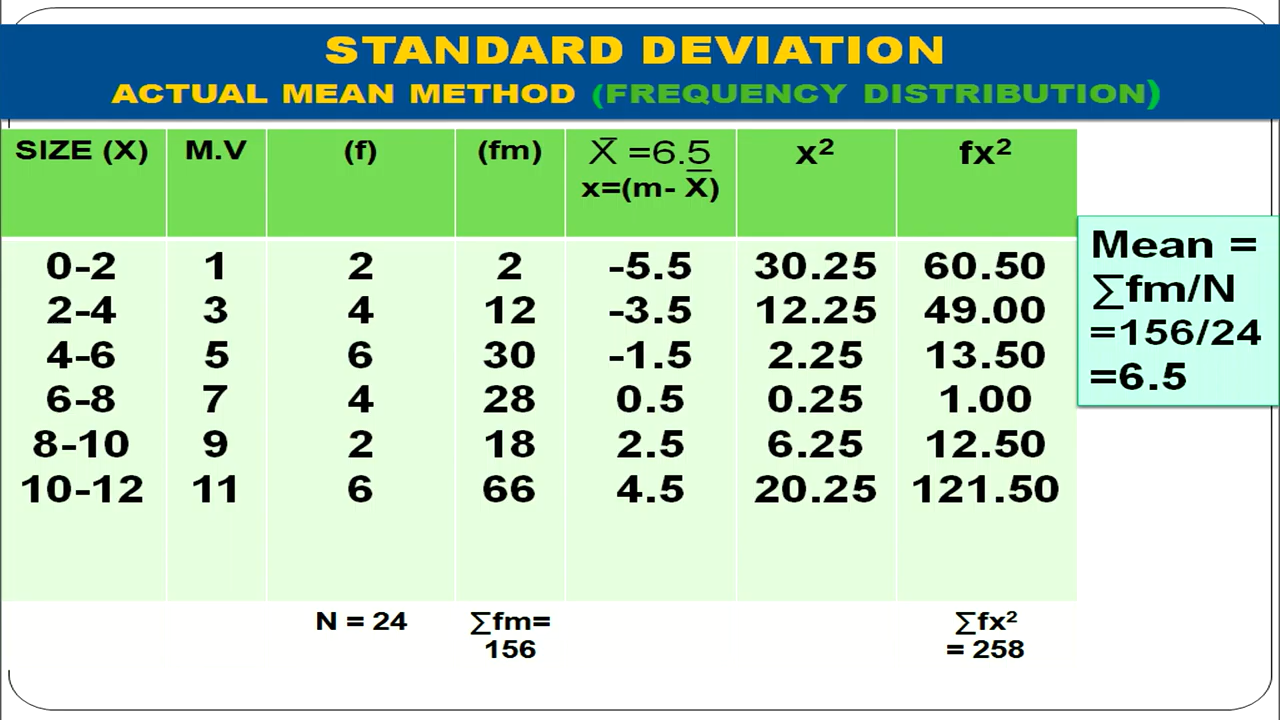 STANDARD DEVIATION
ACTUAL MEAN METHOD (FREQUENCY DISTRIBUTION)
SIZE (X) M.V (f) (fm) X̅ =6.5 x² fx²
x=(m- X̅)
0-2 1 2 2 -5.5 30.25 60.50
2-4 3 4 12 -3.5 12.25 49.00
4-6 5 6 30 -1.5 2.25 13.50
6-8 7 4 28 0.5 0.25 1.00
8-10 9 2 18 2.5 6.25 12.50
10-12 11 6 66 4.5 20.25 121.50
N = 24 ∑fm= ∑fx²
156 = 258
Mean =
∑fm/N
=156/24
=6.5